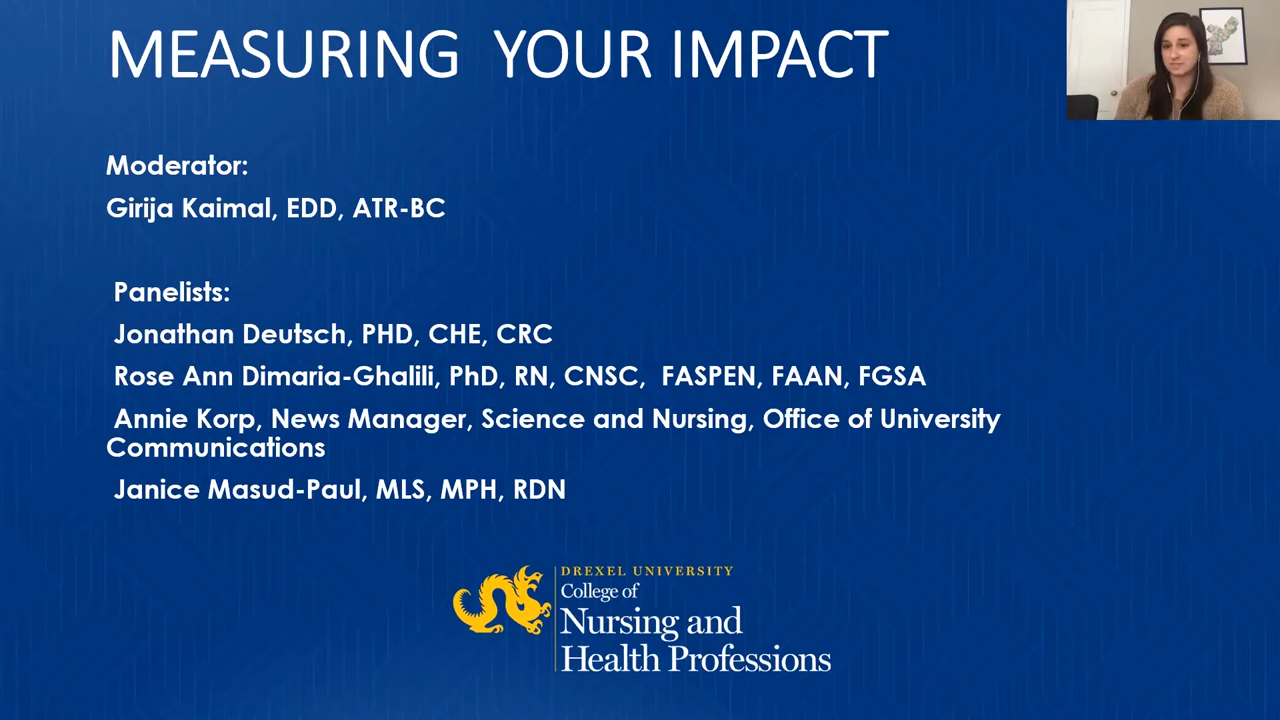 MEASURING YOUR IMPACT
Moderator:
Girija Kaimal, EDD, ATR-BC
Panelists:
Jonathan Deutsch, PHD, CHE, CRC
Rose Ann Dimaria-Ghalili, PhD, RN, CNSC, FASPEN, FAAN, FGSA
Annie Korp, News Manager, Science and Nursing, Office of University
Communications
Janice Masud-Paul, MLS, MPH, RDN
DREXEL UNIVERSITY
College of
Nursing and
Health Professions